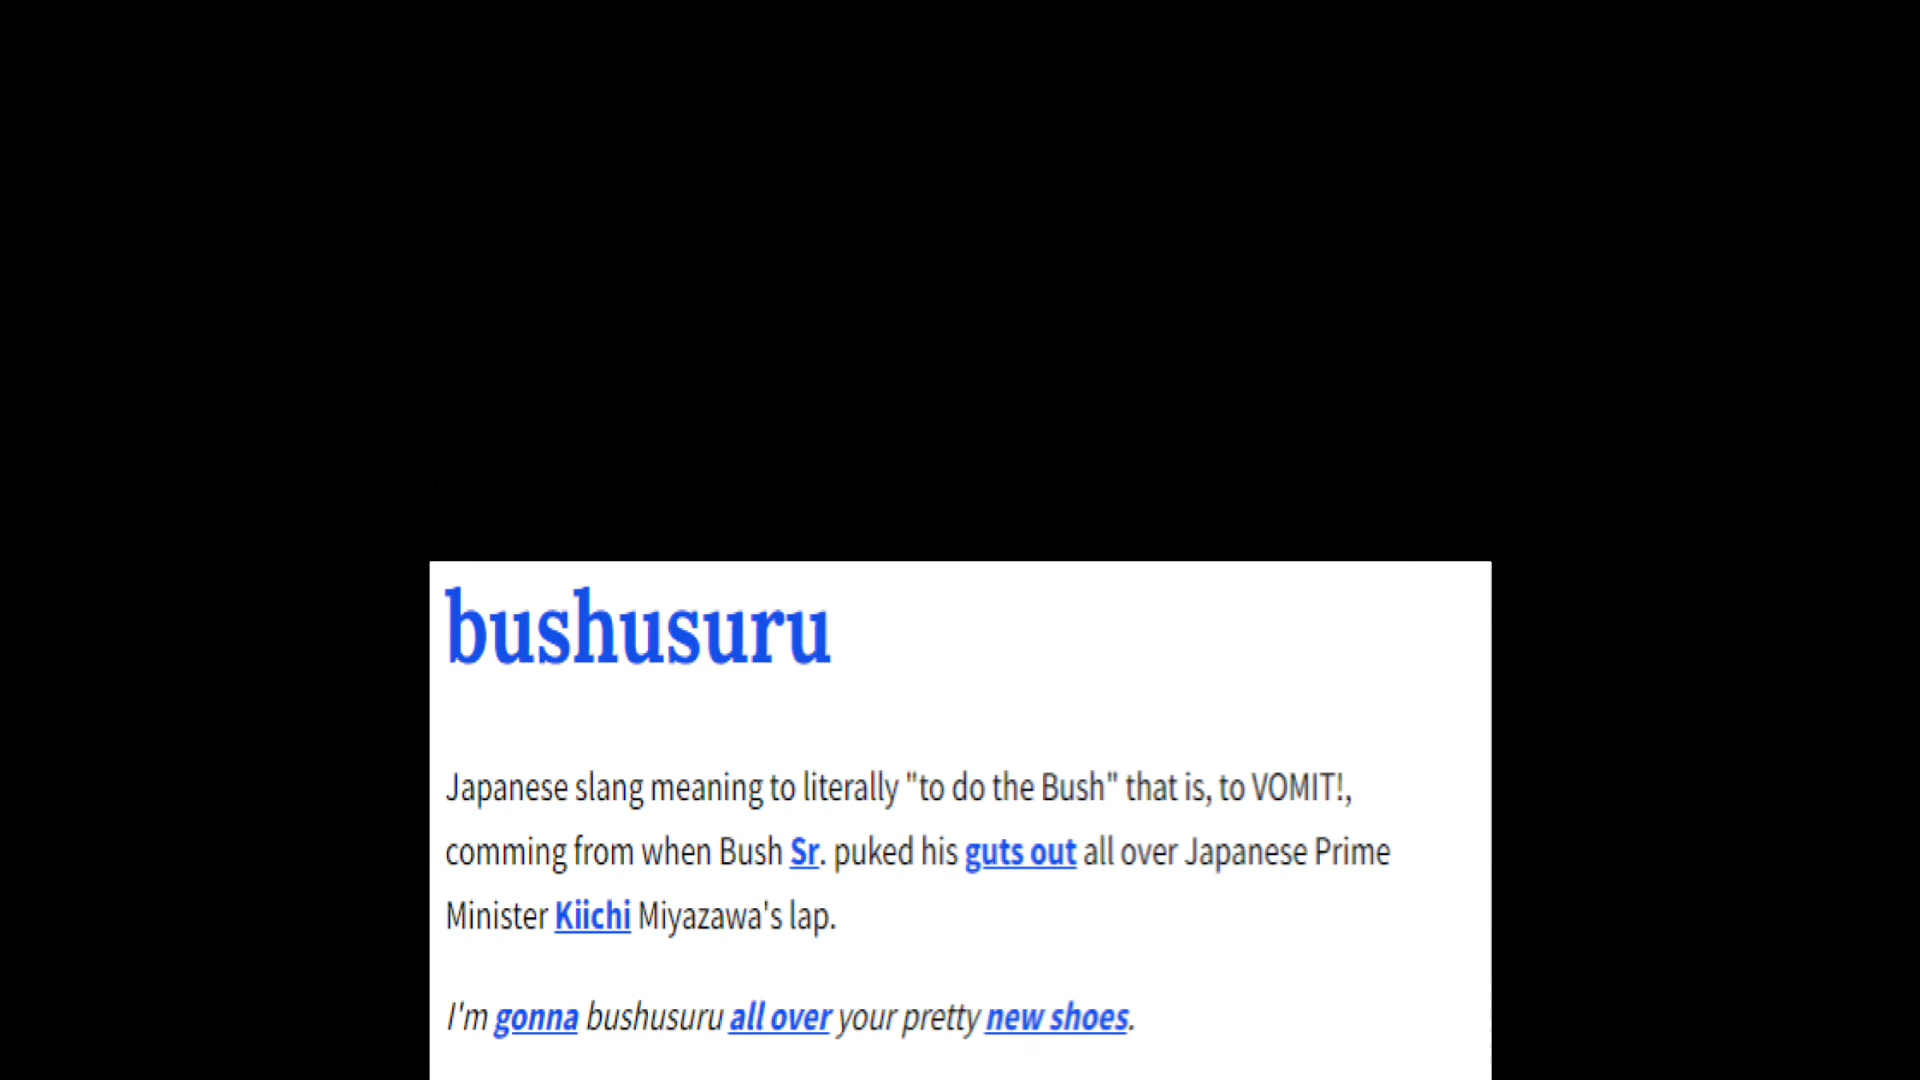 bushusuru
Japanese slang meaning to literally "to do the Bush" that is, to VOMIT!,
comming from when Bush Sr. puked his guts out all over Japanese Prime
Minister Kiichi Miyazawa's lap.
I'm gonna bushusuru all over your pretty new shoes.